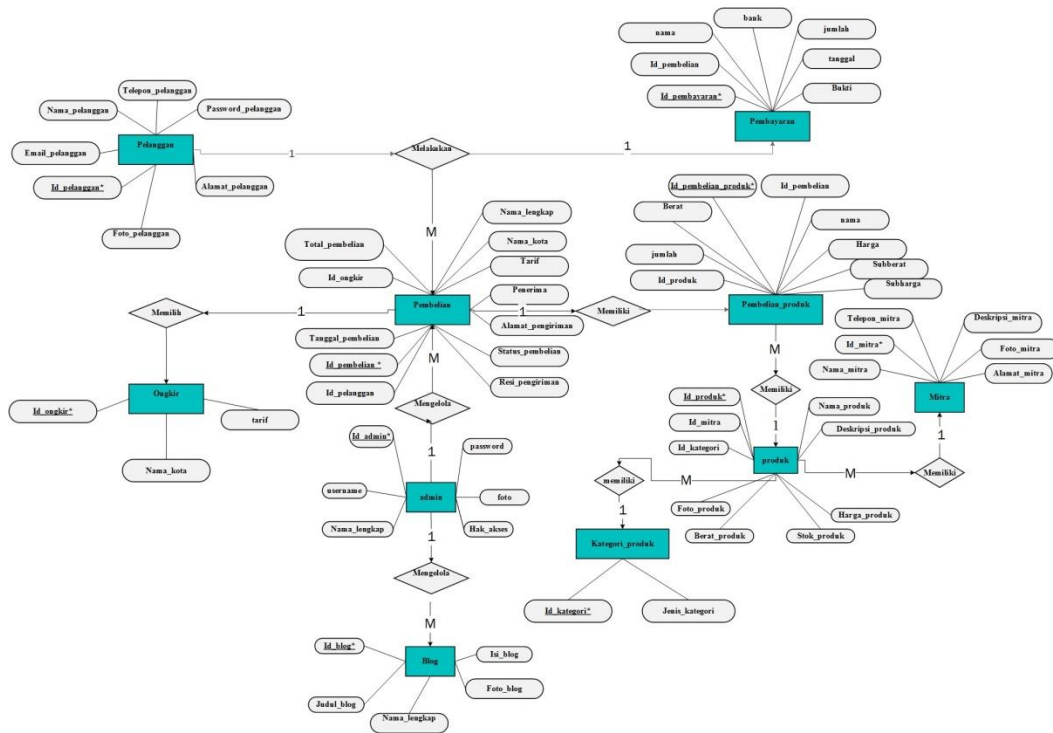 bank
nama
jumlah
Id_pembelian
tanggal
Id_pembayaran*
Bukti
Pembayaran
Telepon_pelanggan
Nama_pelanggan
Password_pelanggan
Pelanggan
Email_pelanggan
Id_pelanggan*
Alamat_pelanggan
Foto_pelanggan
1
Melakukan
1
M
Id_pembelian_produk*
Id_pembelian
Berat
nama
jumlah
Harga
Subberat
Id_produk
Subharga
Pembelian_produk
Nama_lengkap
Total_pembelian
Nama_kota
Tarif
Id_ongkir
Penerima
Pembelian
Alamat_pengiriman
Tanggal_pembelian
Status_pembelian
Id_pembelian *
Resi_pengiriman
Id_pelanggan
1
Memiliki
1
Memilih
Ongkir
Id_ongkir*
tarif
Nama_kota
M
Mengelola
1
M
Memiliki
1
Telepon_mitra
Deskripsi_mitra
Id_mitra*
Foto_mitra
Nama_mitra
Alamat_mitra
Mitra
1
Memiliki
M
Id_produk*
Nama_produk
Id_mitra
Deskripsi_produk
Id_kategori
produk
Foto_produk
Harga_produk
Berat_produk
Stok_produk
M
memiliki
1
Kategori_produk
Id_kategori*
Jenis_kategori
Id_admin*
password
username
admin
foto
Nama_lengkap
Hak_akses
1
Mengelola
M
Id_blog*
Isi_blog
Blog
Judul_blog
Foto_blog
Nama_lengkap